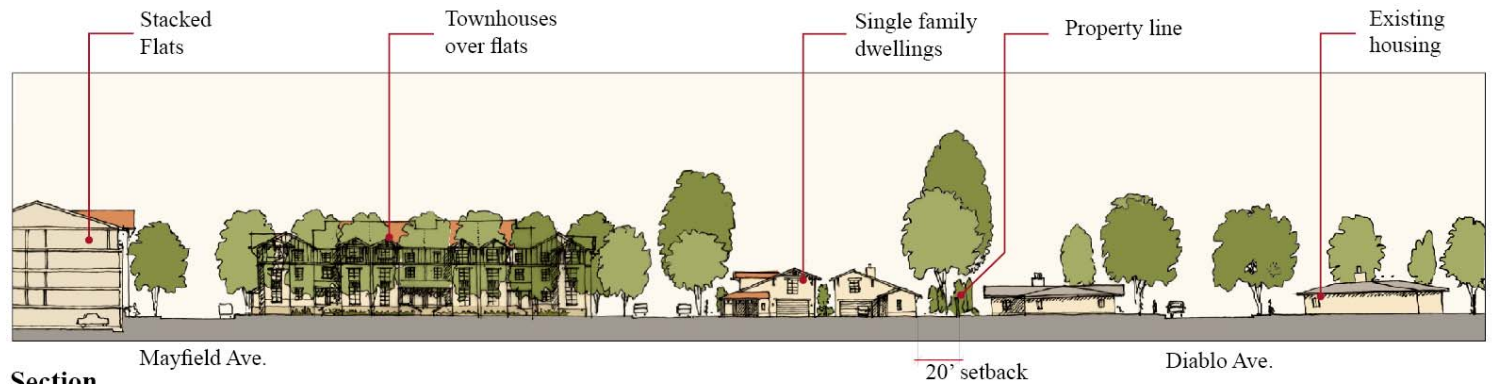 Stacked
Flats
Townhouses
over flats
Single family
dwellings
Property line
Existing
housing
Mayfield Ave.
20’ setback
Diablo Ave.
Section